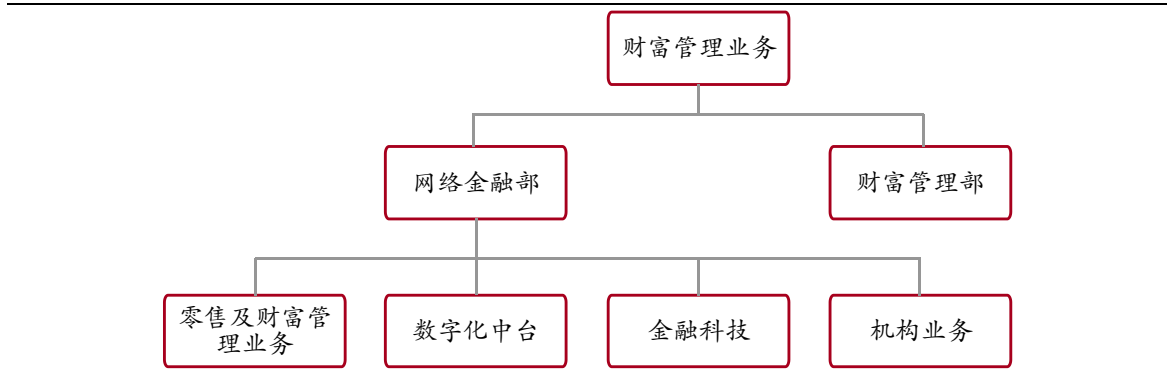 财富管理业务
网络金融部
财富管理部
零售及财富管
理业务
数字化中台
金融科技
机构业务